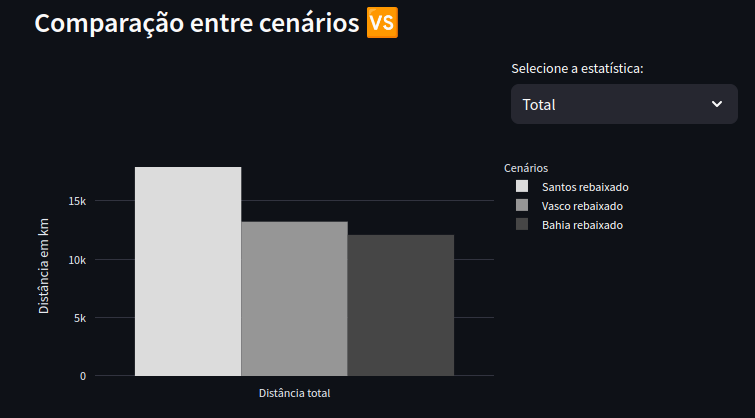 Comparação entre cenários 🆚
Selecione a estatística:
Total
Cenários
Santos rebaixado
Vasco rebaixado
Bahia rebaixado
Distância em km
15k
10k
5k
0
Distância total